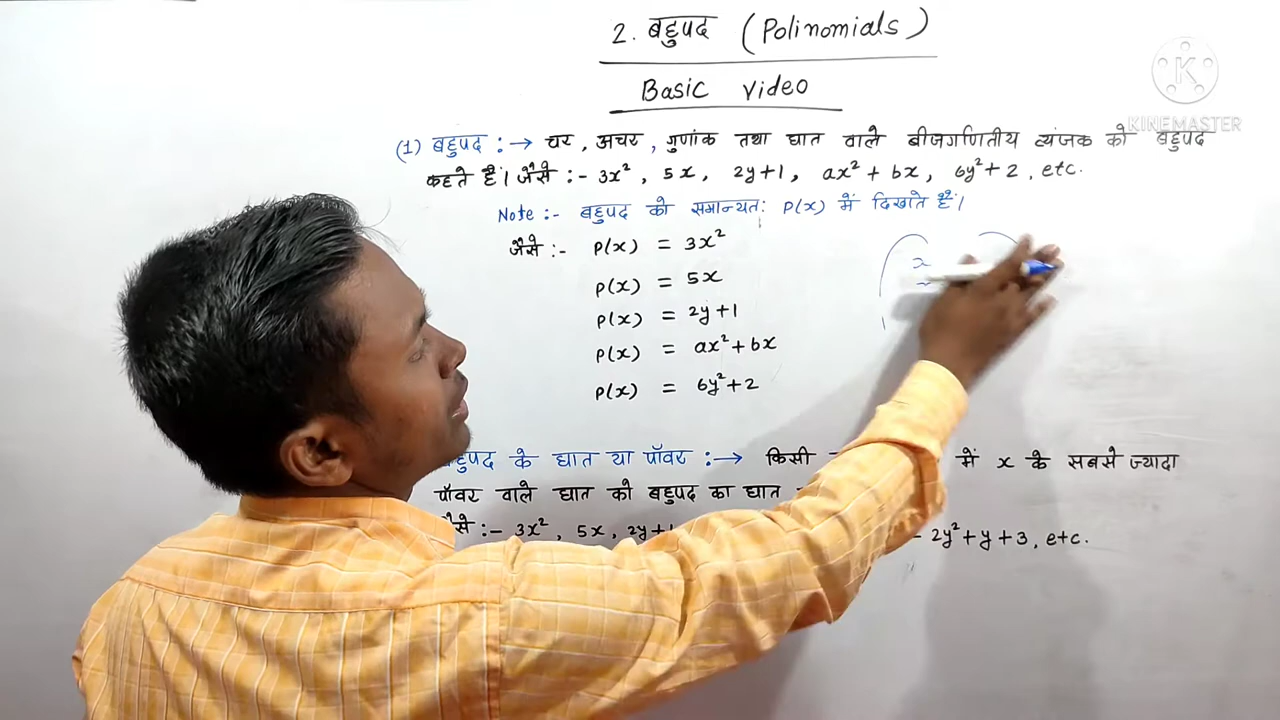 2. बहुपद (Polinomials)
Basic Video
K
KINEMASTER
(1) बहुपद :→ चर, अचर, गुणांक तथा घात वाले बीजगणितीय व्यंजक को बहुपद
कहते हैं। जैसे :- 3x², 5x, 2y+1, ax² + bx, 6y² + 2, etc.
Note :- बहुपद को समान्यत: P(x) में दिखाते हैं।
जैसे :- P(x) = 3x²
P(x) = 5x
P(x) = 2y+1
P(x) = ax² + bx
P(x) = 6y² + 2
x
के घात या पॉवर :→ किसी में x के सबसे ज्यादा
पॉवर वाले घात को बहुपद का घात
:- 3x², 5x, 2y+ 2y² + y + 3, etc.